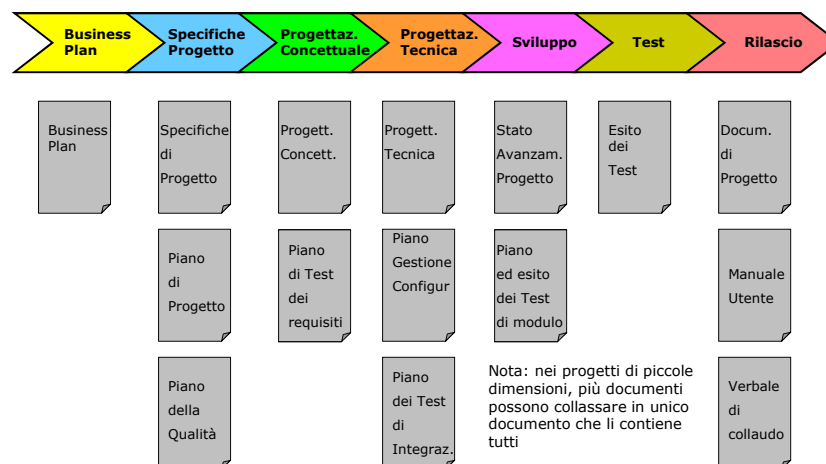 Business
Plan
Specifiche
Progetto
Progettaz.
Concettuale
Progettaz.
Tecnica
Sviluppo
Test
Rilascio
Business
Plan
Specifiche
di
Progetto
Progett.
Concett.
Progett.
Tecnica
Stato
Avanzam.
Progetto
Esito
dei
Test
Docum.
di
Progetto
Piano
di
Progetto
Piano
di Test
dei
requisiti
Piano
Gestione
Configur
Piano
ed esito
dei Test
di modulo
Manuale
Utente
Piano
della
Qualità
Piano
dei Test
di
Integraz.
Nota: nei progetti di piccole
dimensioni, più documenti
possono collassare in unico
documento che li contiene
tutti
Verbale
di
collaudo